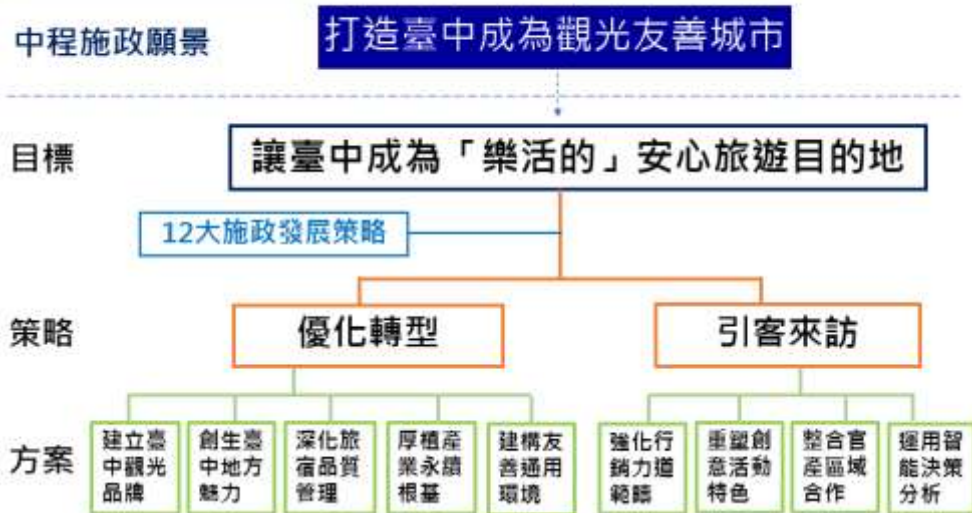 中程施政願景
打造臺中成為觀光友善城市
目標
讓臺中成為「樂活的」安心旅遊目的地
12大施政發展策略
策略
優化轉型
引客來訪
方案
建立臺
中觀光
品牌
創生臺
中地方
魅力
深化旅
宿品質
管理
厚植產
業永續
根基
建構友
善通用
環境
強化行
銷力道
範疇
重塑創
意活動
特色
整合官
產區域
合作
運用智
能決策
分析